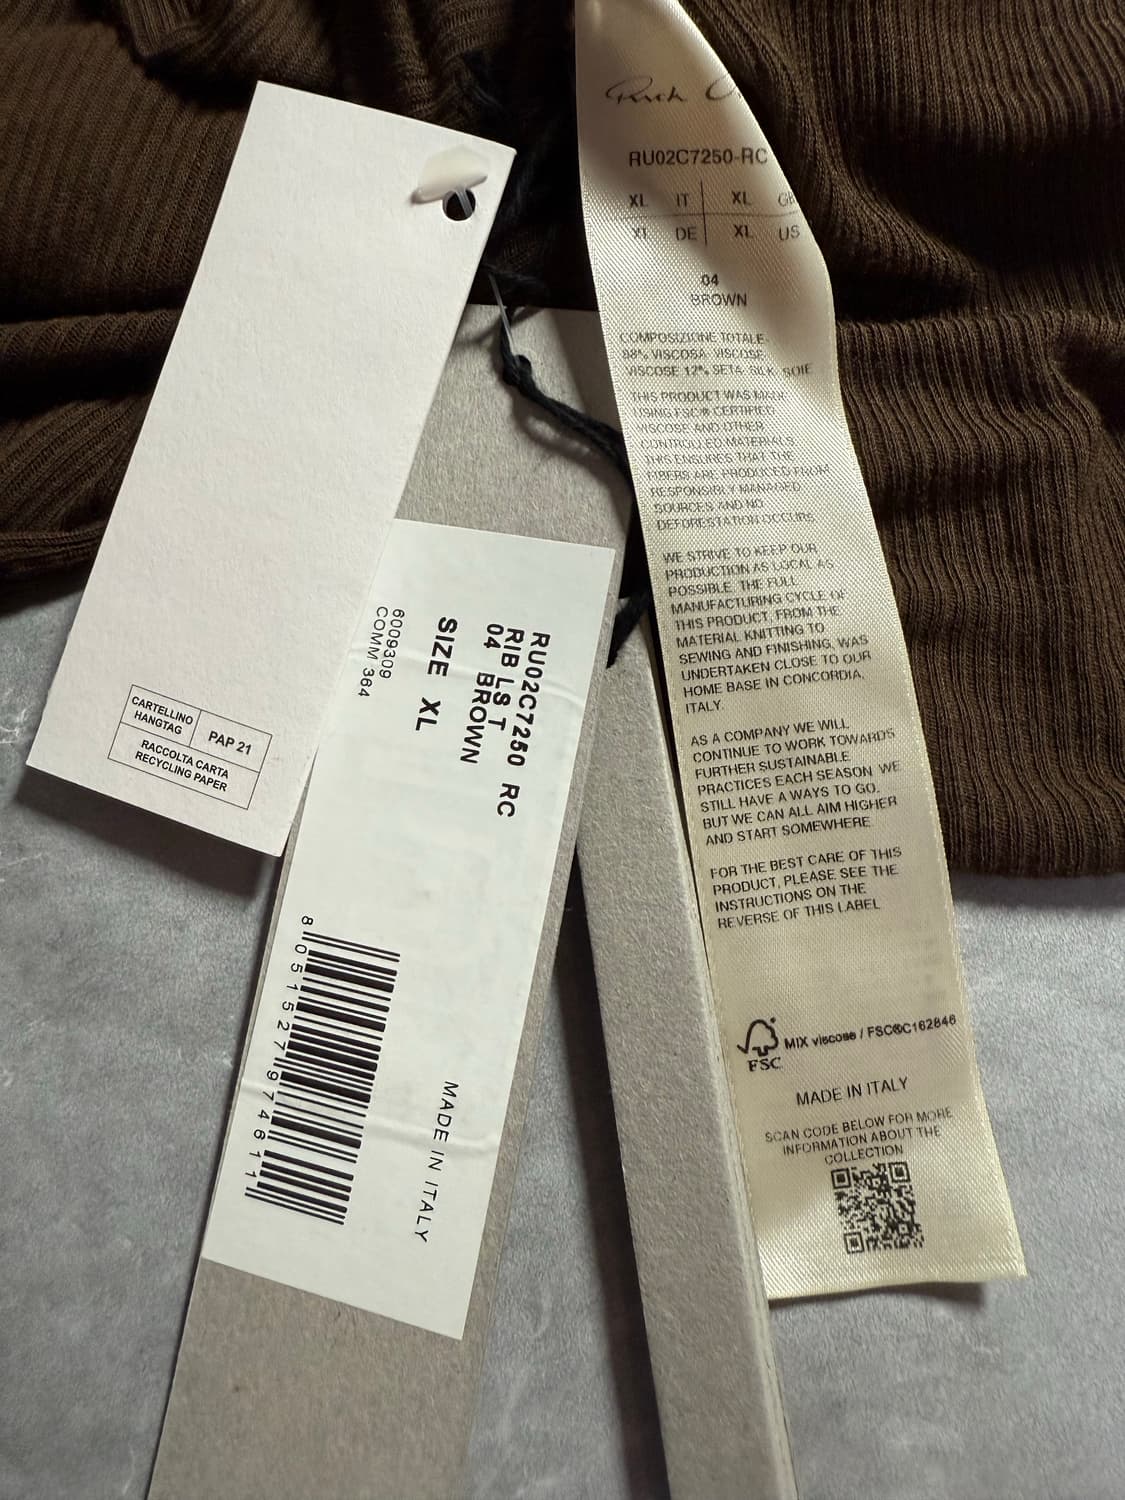 CARTELLINO
HANGTAG
PAP 21
RACCOLTA CARTA
RECYCLING PAPER
RU02C7250 RC
RIB LS T
04 BROWN
SIZE XL
6009309
COMM 364
8 051527 974611
MADE IN ITALY
Rick
RU02C7250-RC
XL IT XL GB
XL DE XL US
04
BROWN
COMPOSIZIONE TOTALE
88% VISCOSA VISCOSE
VISCOSE 12% SETA SILK SOIE
THIS PRODUCT WAS MADE
USING FSC® CERTIFIED
VISCOSE AND OTHER
CONTROLLED MATERIALS.
THIS ENSURES THAT THE
FIBERS ARE PRODUCED FROM
RESPONSIBLY MANAGED
SOURCES AND NO
DEFORESTATION OCCURS.
WE STRIVE TO KEEP OUR
PRODUCTION AS LOCAL AS
POSSIBLE. THE FULL
MANUFACTURING CYCLE OF
THIS PRODUCT, FROM THE
MATERIAL KNITTING TO
SEWING AND FINISHING, WAS
UNDERTAKEN CLOSE TO OUR
HOME BASE IN CONCORDIA,
ITALY.
AS A COMPANY WE WILL
CONTINUE TO WORK TOWARDS
FURTHER SUSTAINABLE
PRACTICES EACH SEASON. WE
STILL HAVE A WAYS TO GO.
BUT WE CAN ALL AIM HIGHER
AND START SOMEWHERE.
FOR THE BEST CARE OF THIS
PRODUCT, PLEASE SEE THE
INSTRUCTIONS ON THE
REVERSE OF THIS LABEL
FSC
MIX viscose / FSC®C162846
MADE IN ITALY
SCAN CODE BELOW FOR MORE
INFORMATION ABOUT THE
COLLECTION